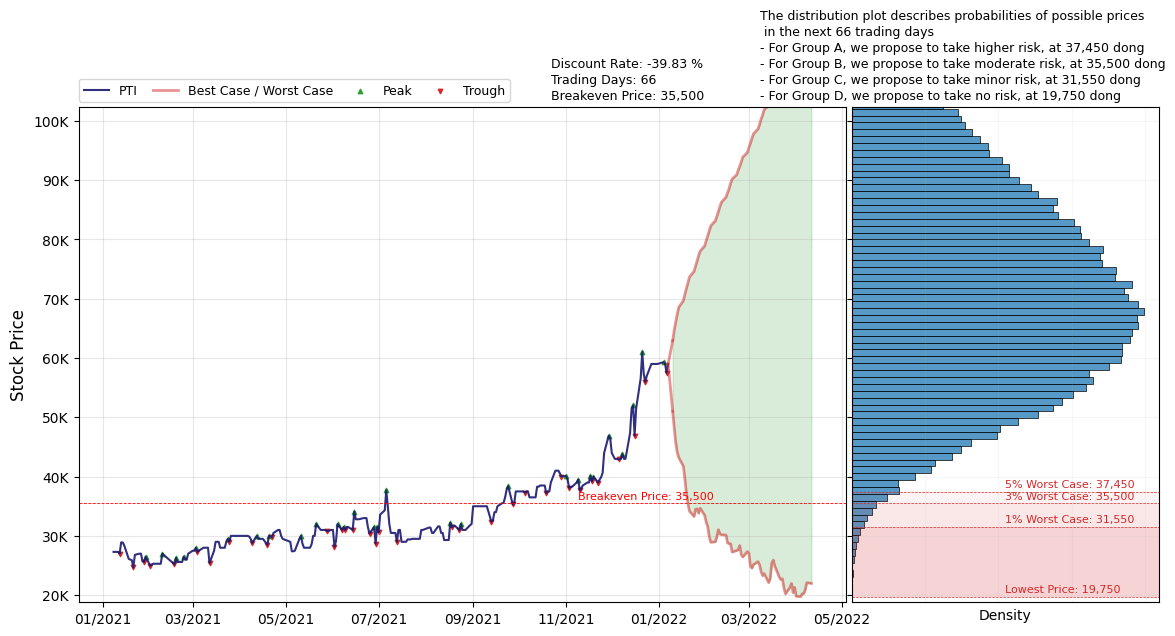 The distribution plot describes probabilities of possible prices
in the next 66 trading days
- For Group A, we propose to take higher risk, at 37,450 dong
- For Group B, we propose to take moderate risk, at 35,500 dong
- For Group C, we propose to take minor risk, at 31,550 dong
- For Group D, we propose to take no risk, at 19,750 dong
Discount Rate: -39.83 %
Trading Days: 66
Breakeven Price: 35,500
PTI
Best Case / Worst Case
Peak
Trough
Stock Price
100K
90K
80K
70K
60K
50K
40K
30K
20K
Breakeven Price: 35,500
5% Worst Case: 37,450
3% Worst Case: 35,500
1% Worst Case: 31,550
Lowest Price: 19,750
01/2021
03/2021
05/2021
07/2021
09/2021
11/2021
01/2022
03/2022
05/2022
Density